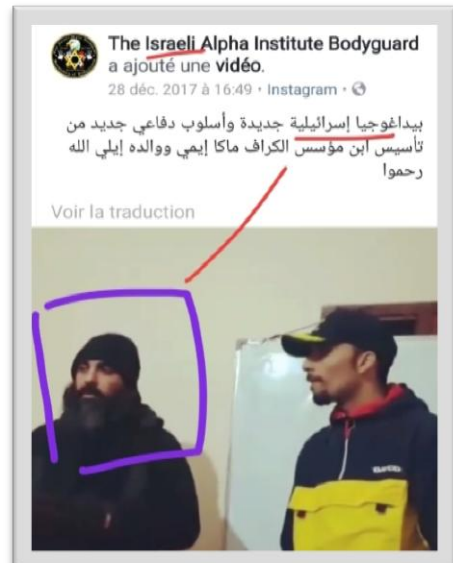 The Israeli Alpha Institute Bodyguard
a ajouté une vidéo.
28 déc. 2017 à 16:49 · Instagram ·
بيداغوجيا إسرائيلية جديدة وأسلوب دفاعي جديد من
تأسيس ابن مؤسس الكراف ماكا إيمي ووالده إيلي الله
رحموا
Voir la traduction